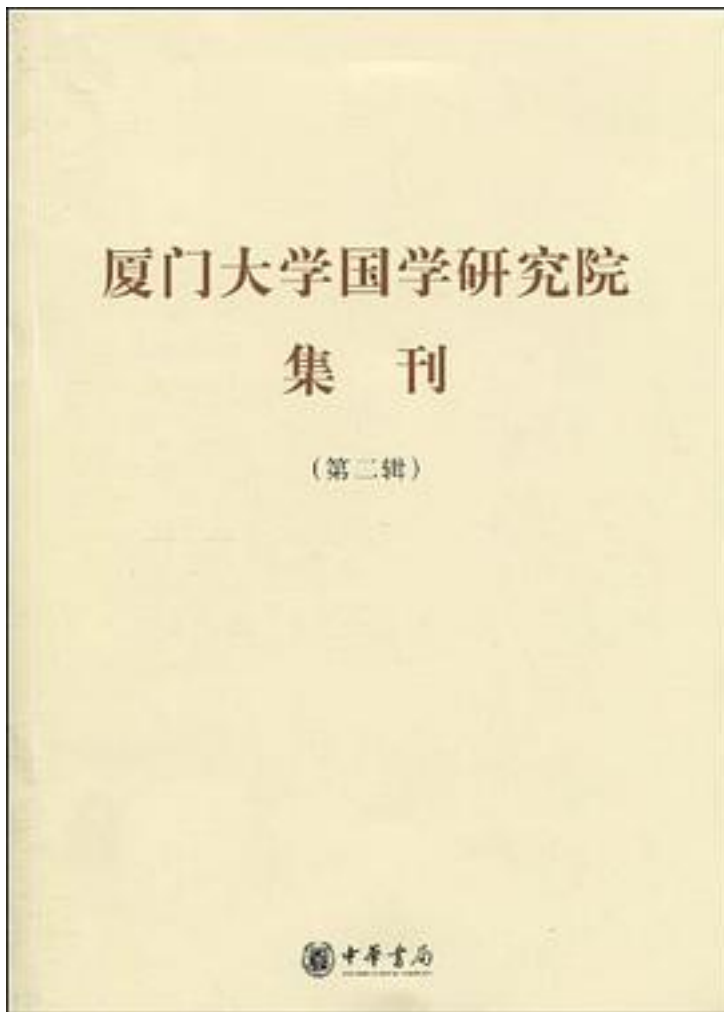 厦门大学国学研究院
集 刊
（第二辑）
中華書局